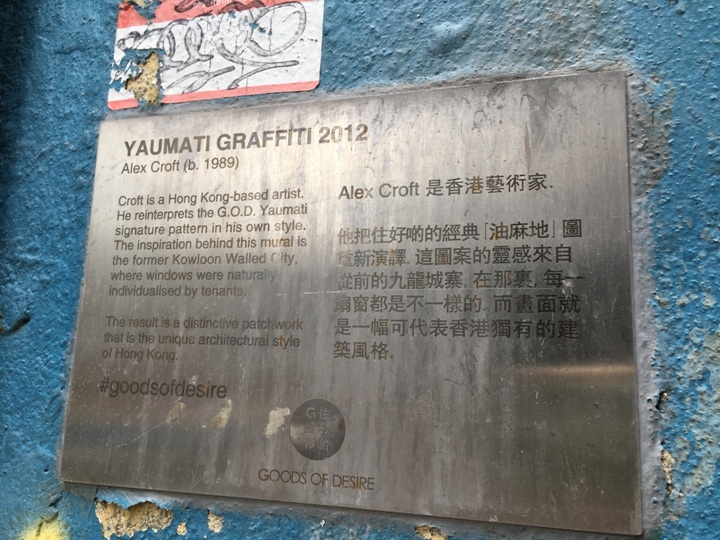 YAUMATI GRAFFITI 2012
Alex Croft (b. 1989)
Croft is a Hong Kong-based artist.
He reinterprets the G.O.D. Yaumati
signature pattern in his own style.
The inspiration behind this mural is
the former Kowloon Walled City,
where windows were naturally
individualised by tenants.
The result is a distinctive patchwork
that is the unique architectural style
of Hong Kong.
#goodsofdesire
Alex Croft 是香港藝術家.
他把住好啲的經典「油麻地」圖
重新演譯. 這圖案的靈感來自
從前的九龍城寨. 在那裏, 每一
扇窗都是不一樣的. 而畫面就
是一幅可代表香港獨有的建
築風格.
GOODS OF DESIRE